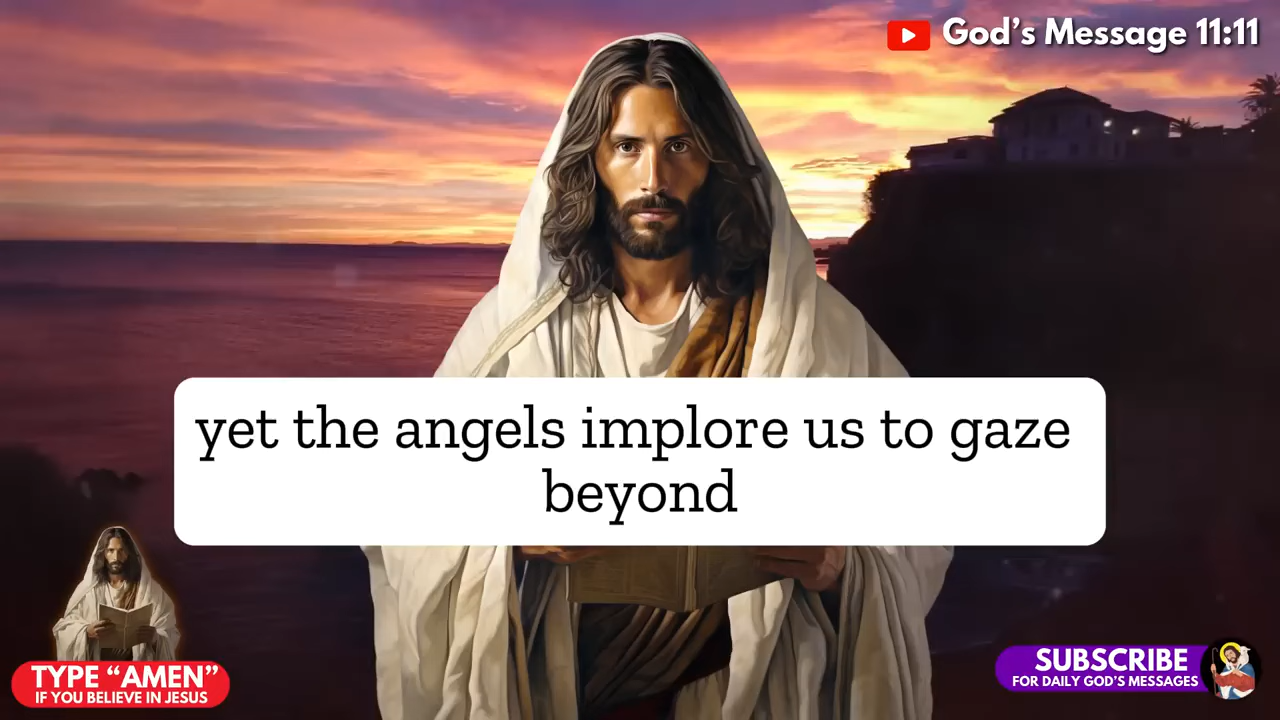 God's Message 11:11
yet the angels implore us to gaze
beyond
TYPE “AMEN”
IF YOU BELIEVE IN JESUS
SUBSCRIBE
FOR DAILY GOD'S MESSAGES